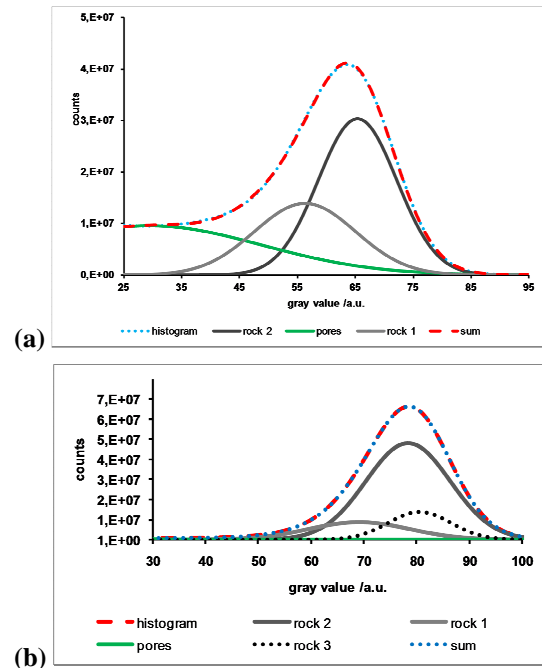 5,E+07
4,E+07
3,E+07
2,E+07
1,E+07
0,E+00
counts
25 35 45 55 65 75 85 95
gray value /a.u.
histogram rock 2 pores rock 1 sum
(a)
7,E+07
6,E+07
5,E+07
4,E+07
3,E+07
2,E+07
1,E+07
1,E+00
counts
30 40 50 60 70 80 90 100
gray value /a.u.
histogram rock 2 rock 1
pores rock 3 sum
(b)